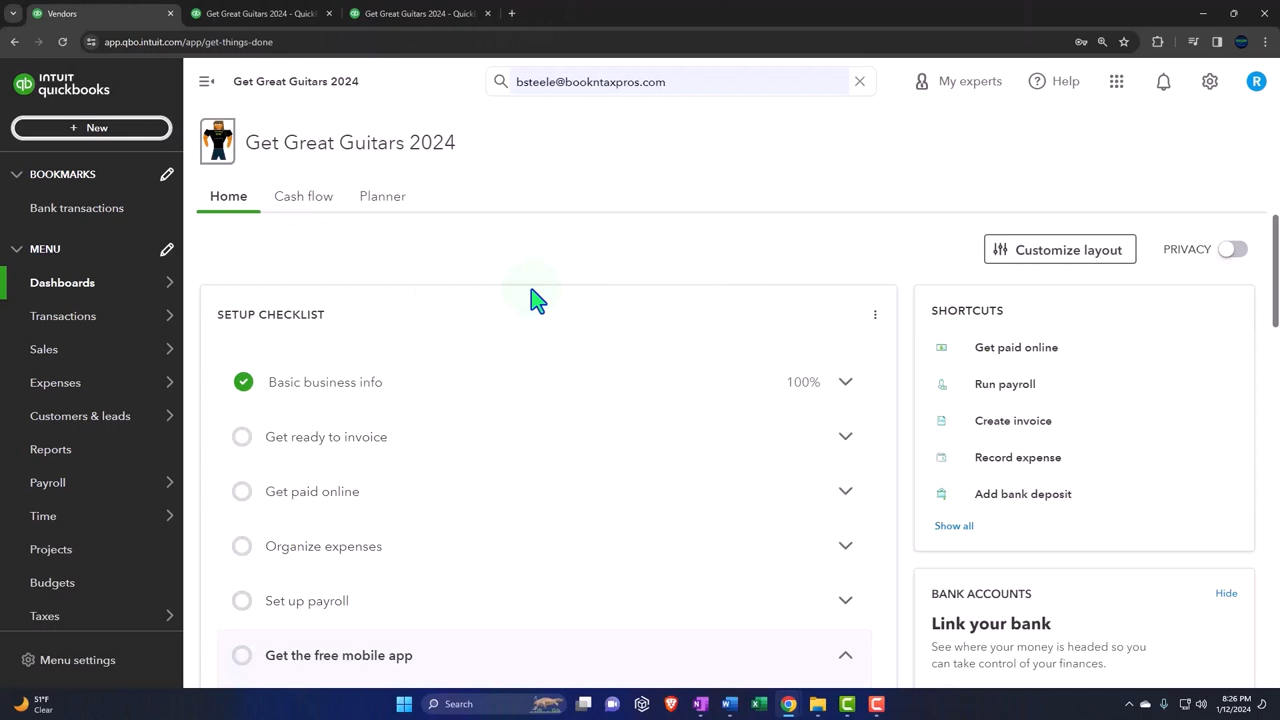 Vendors
Get Great Guitars 2024 - Quick
Get Great Guitars 2024 - Quick
app.qbo.intuit.com/app/get-things-done
INTUIT
quickbooks
Get Great Guitars 2024
bsteele@bookntaxpros.com
My experts
Help
R
+ New
Get Great Guitars 2024
BOOKMARKS
Bank transactions
Home
Cash flow
Planner
MENU
Customize layout
PRIVACY
Dashboards
Transactions
Sales
Expenses
Customers & leads
Reports
Payroll
Time
Projects
Budgets
Taxes
Menu settings
SETUP CHECKLIST
Basic business info
100%
Get ready to invoice
Get paid online
Organize expenses
Set up payroll
Get the free mobile app
SHORTCUTS
Get paid online
Run payroll
Create invoice
Record expense
Add bank deposit
Show all
BANK ACCOUNTS
Hide
Link your bank
See where your money is headed so you
can take control of your finances.
51°F
Clear
Search
8:26 PM
1/12/2024